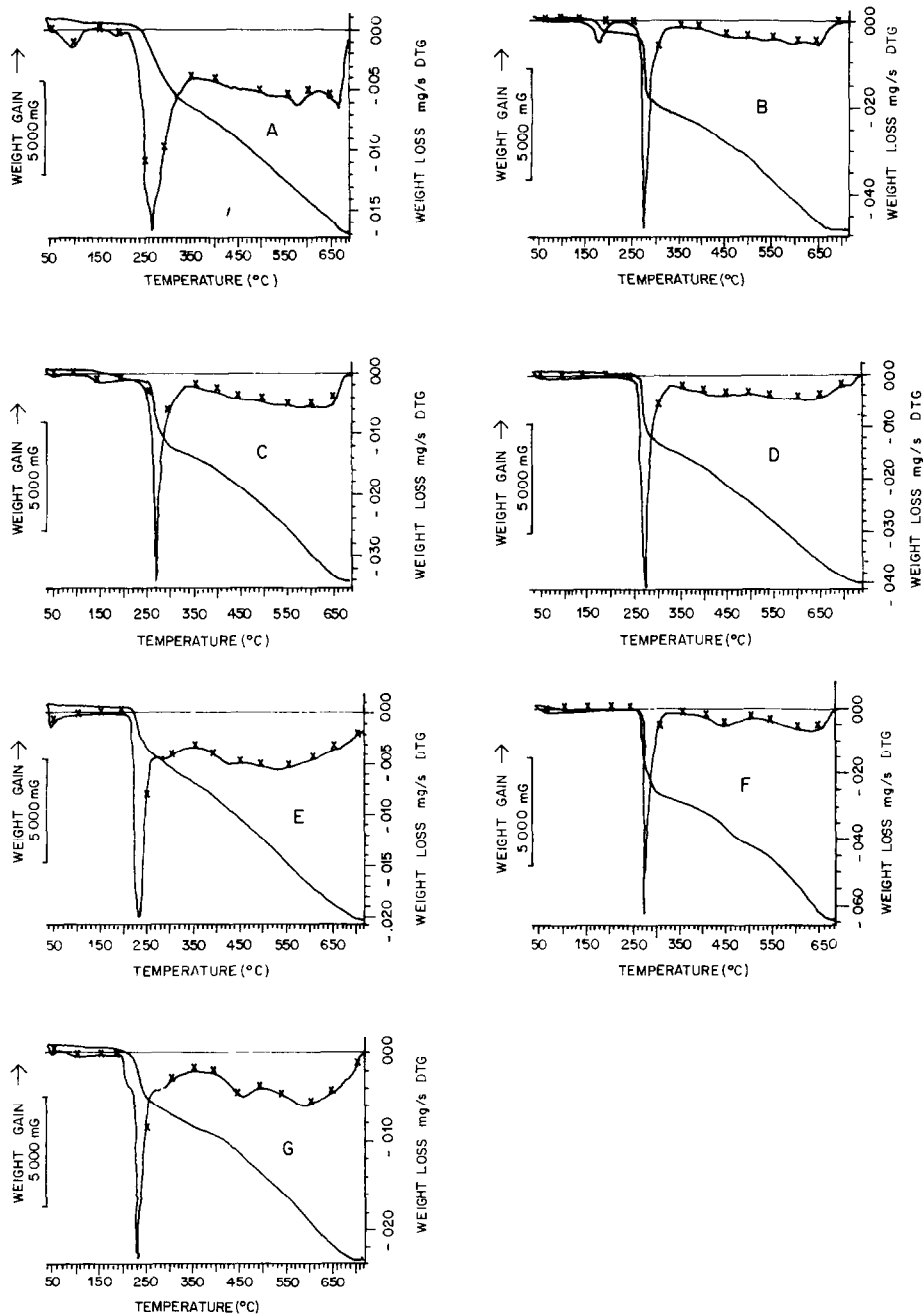 WEIGHT GAIN →
5 000 mG
A
000
-.005
-.010
-.015
WEIGHT LOSS mg/s DTG
50 150 250 350 450 550 650
TEMPERATURE (°C)
WEIGHT GAIN →
5 000 mG
B
.000
-.020
-.040
WEIGHT LOSS mg/s DTG
50 150 250 350 450 550 650
TEMPERATURE (°C)
WEIGHT GAIN →
5 000 mG
C
000
-.010
-.020
-.030
WEIGHT LOSS mg/s DTG
50 150 250 350 450 550 650
TEMPERATURE (°C)
WEIGHT GAIN →
5 000 mG
D
.000
-.010
-.020
-.030
-.040
WEIGHT LOSS mg/s DTG
50 150 250 350 450 550 650
TEMPERATURE (°C)
WEIGHT GAIN →
5 000 mG
E
000
-.005
-.010
-.015
-.020
WEIGHT LOSS mg/s DTG
50 150 250 350 450 550 650
TEMPERATURE (°C)
WEIGHT GAIN →
5 000 mG
F
.000
-.020
-.040
-.060
WEIGHT LOSS mg/s DTG
50 150 250 350 450 550 650
TEMPERATURE (°C)
WEIGHT GAIN →
5 000 mG
G
000
-.010
-.020
WEIGHT LOSS mg/s DTG
50 150 250 350 450 550 650
TEMPERATURE (°C)